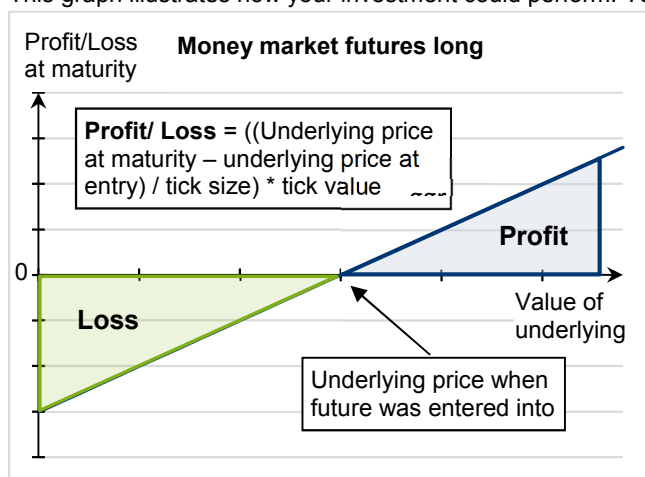 This graph illustrates how your investment could perform. Yo
Profit/Loss
at maturity
Money market futures long
Profit/ Loss = ((Underlying price
at maturity – underlying price at
entry) / tick size) * tick value
Profit
0
Value of
underlying
Loss
Underlying price when
future was entered into